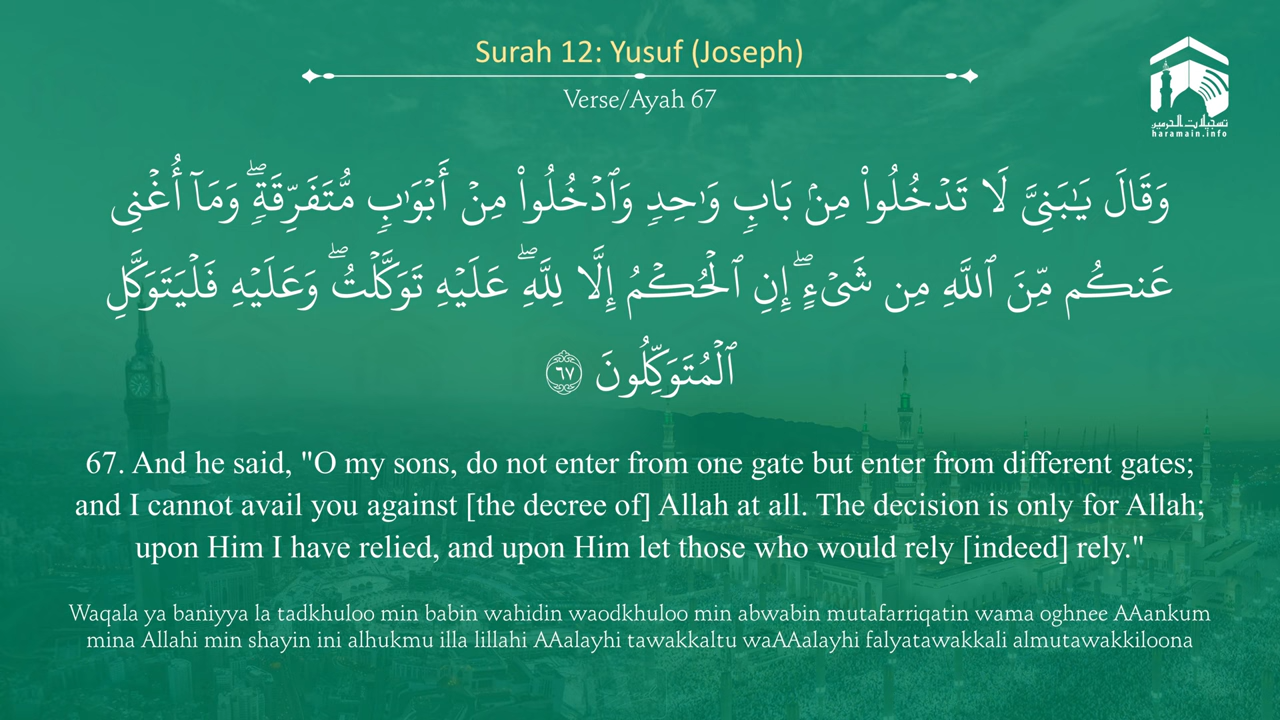 Surah 12: Yusuf (Joseph)
Verse/Ayah 67
تسجيلات الحرمين
haramain.info
وَقَالَ يَٰبَنِىَّ لَا تَدْخُلُوا۟ مِنۢ بَابٍۢ وَٰحِدٍۢ وَٱدْخُلُوا۟ مِنْ أَبْوَٰبٍۢ مُّتَفَرِّقَةٍۢ ۖ وَمَآ أُغْنِى
عَنكُم مِّنَ ٱللَّهِ مِن شَىْءٍ ۖ إِنِ ٱلْحُكْمُ إِلَّا لِلَّهِ ۖ عَلَيْهِ تَوَكَّلْتُ ۖ وَعَلَيْهِ فَلْيَتَوَكَّلِ
ٱلْمُتَوَكِّلُونَ ٦٧
67. And he said, "O my sons, do not enter from one gate but enter from different gates;
and I cannot avail you against [the decree of] Allah at all. The decision is only for Allah;
upon Him I have relied, and upon Him let those who would rely [indeed] rely."
Waqala ya baniyya la tadkhuloo min babin wahidin waodkhuloo min abwabin mutafarriqatin wama oghnee AAankum
mina Allahi min shayin ini alhukmu illa lillahi AAalayhi tawakkaltu waAAalayhi falyatawakkali almutawakkiloona